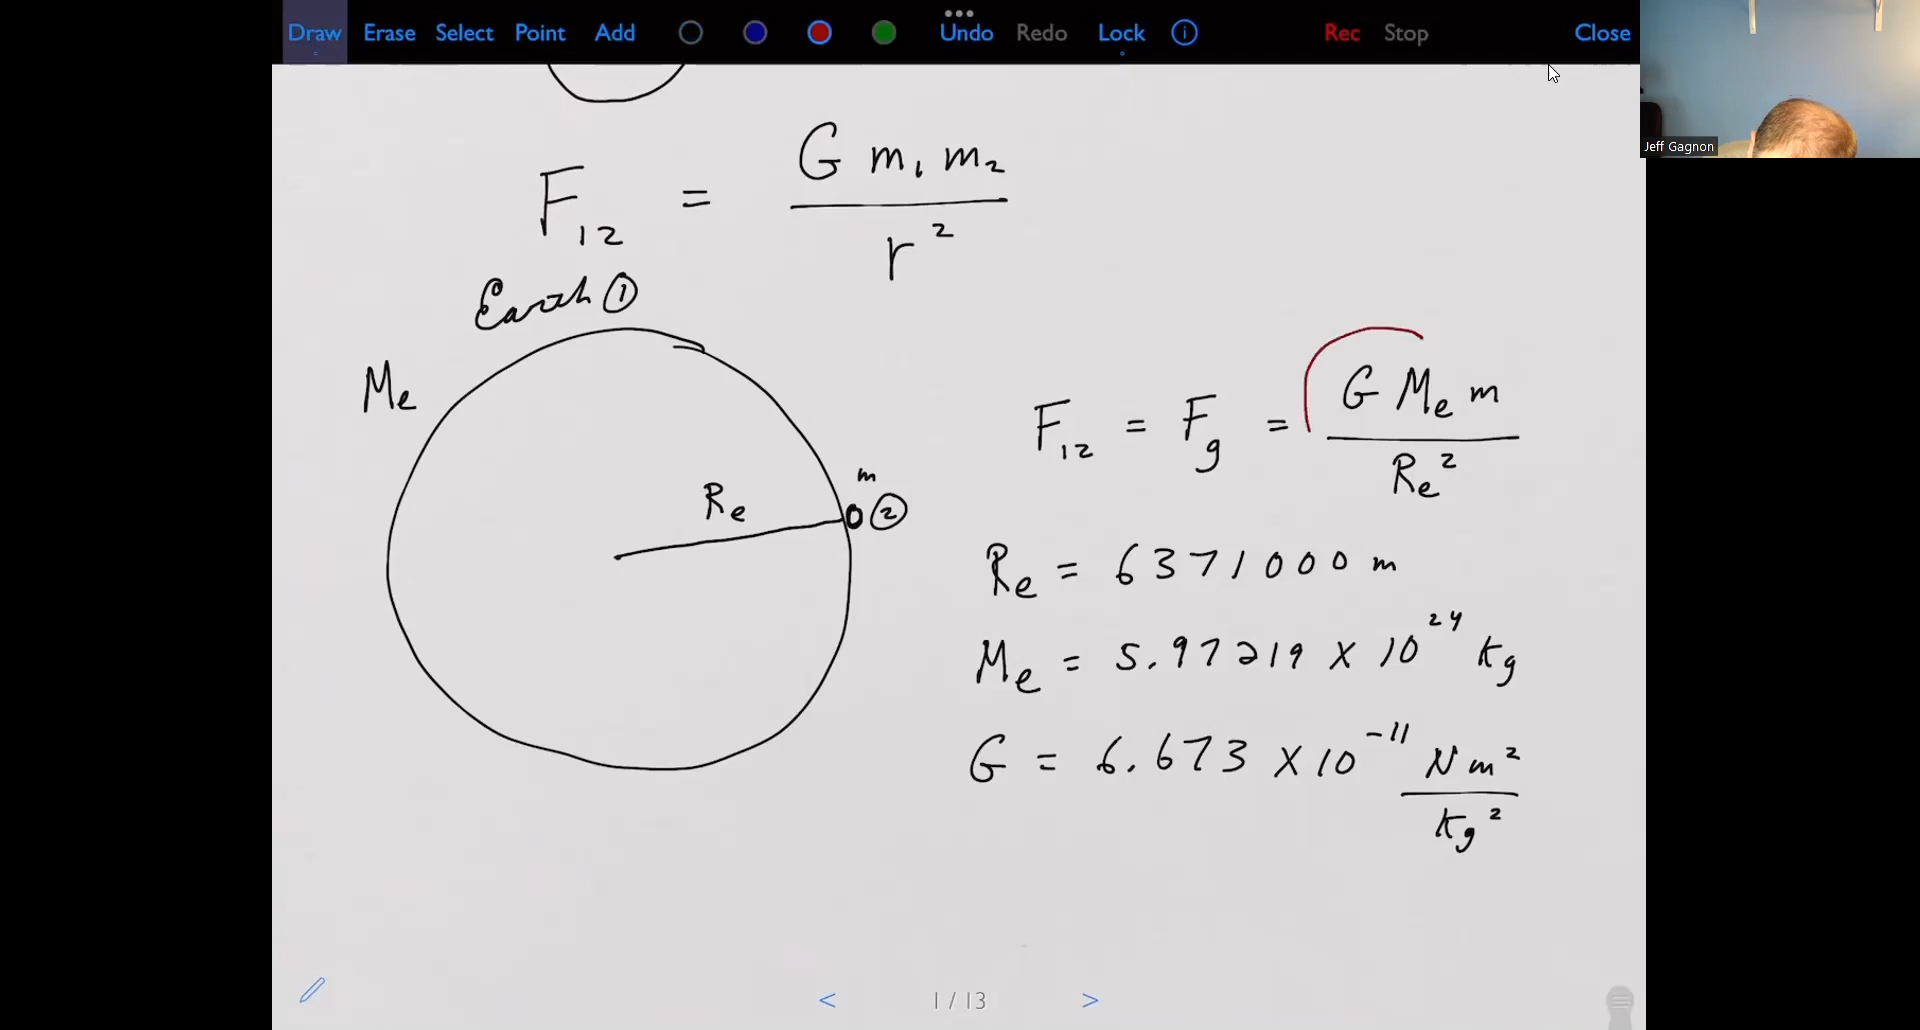 Draw Erase Select Point Add Undo Redo Lock i Rec Stop Close
Jeff Gagnon
F₁₂ = G m₁ m₂ / r²
Earth ①
Me
F₁₂ = Fg = G Me m / Re²
m
Re
②
Re = 6371000 m
Me = 5.97219 X 10²⁴ kg
G = 6.673 X 10⁻¹¹ N m² / kg²
< 1 / 13 >